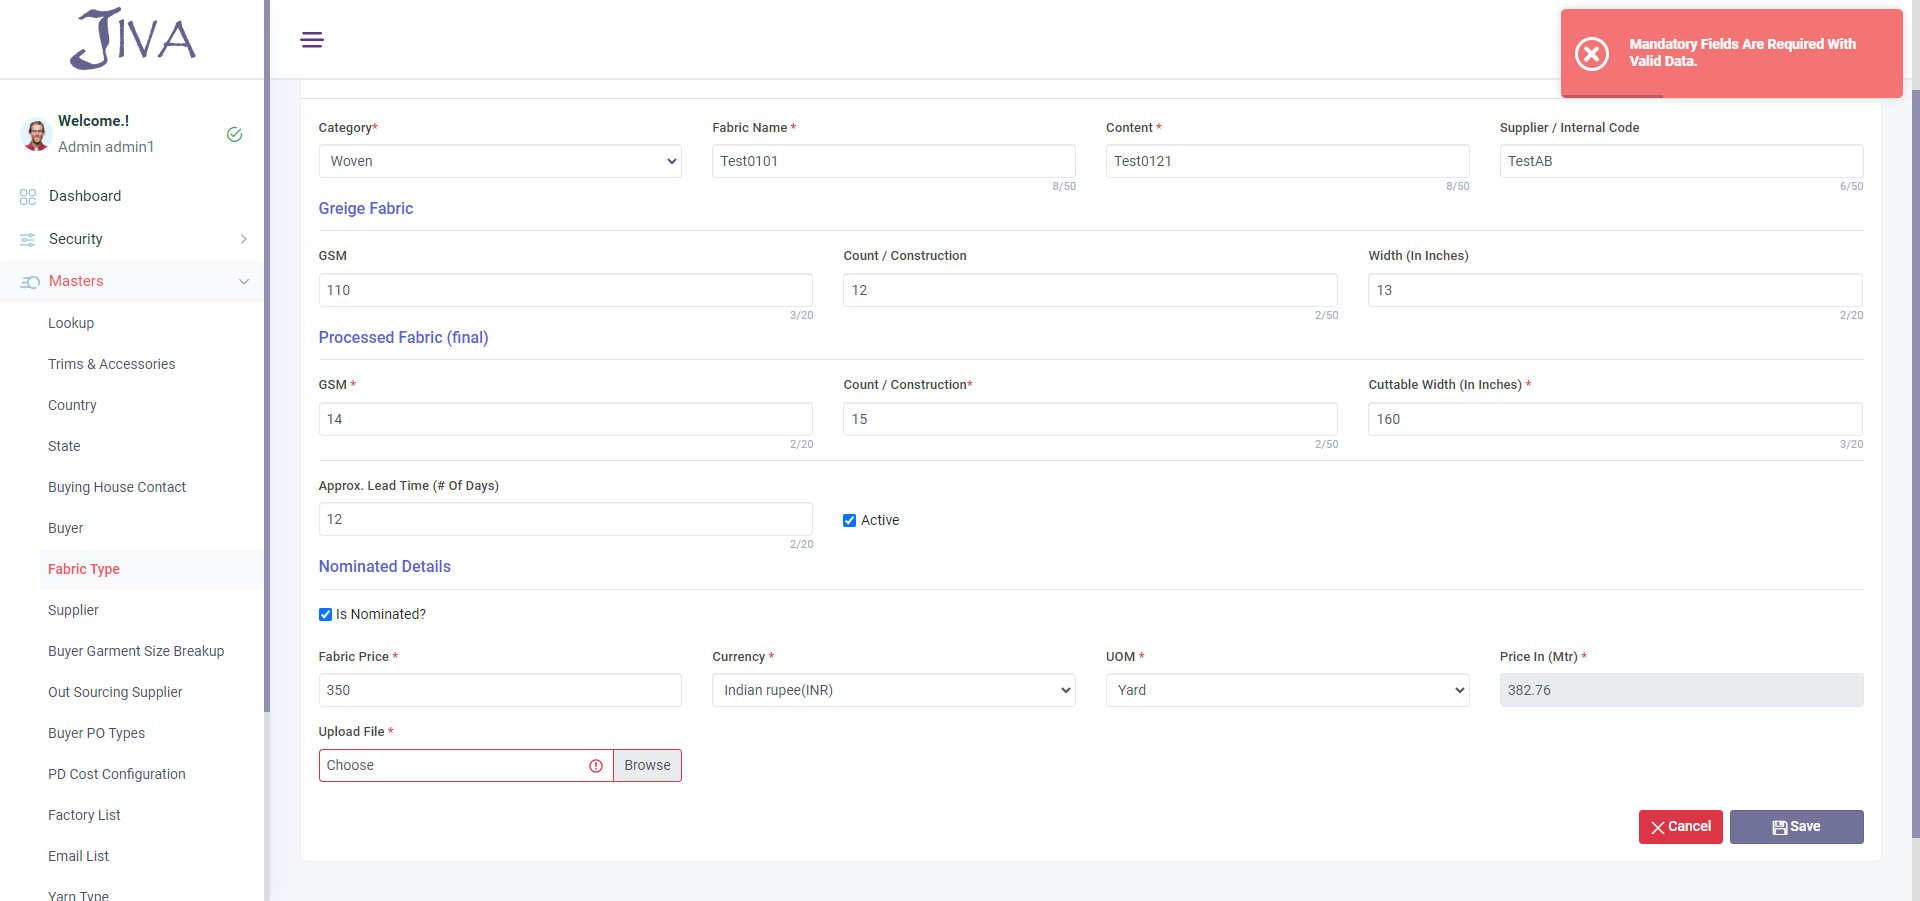 JIVA
Mandatory Fields Are Required With
Valid Data.
Welcome.!
Admin admin1
Dashboard
Security
Masters
Lookup
Trims & Accessories
Country
State
Buying House Contact
Buyer
Fabric Type
Supplier
Buyer Garment Size Breakup
Out Sourcing Supplier
Buyer PO Types
PD Cost Configuration
Factory List
Email List
Yarn Type
Category* Fabric Name * Content * Supplier / Internal Code
Woven Test0101 Test0121 TestAB
8/50 8/50 6/50
Greige Fabric
GSM Count / Construction Width (In Inches)
110 12 13
3/20 2/50 2/20
Processed Fabric (final)
GSM * Count / Construction* Cuttable Width (In Inches) *
14 15 160
2/20 2/50 3/20
Approx. Lead Time (# Of Days)
12 Active
2/20
Nominated Details
Is Nominated?
Fabric Price * Currency * UOM * Price In (Mtr) *
350 Indian rupee(INR) Yard 382.76
Upload File *
Choose Browse
Cancel Save